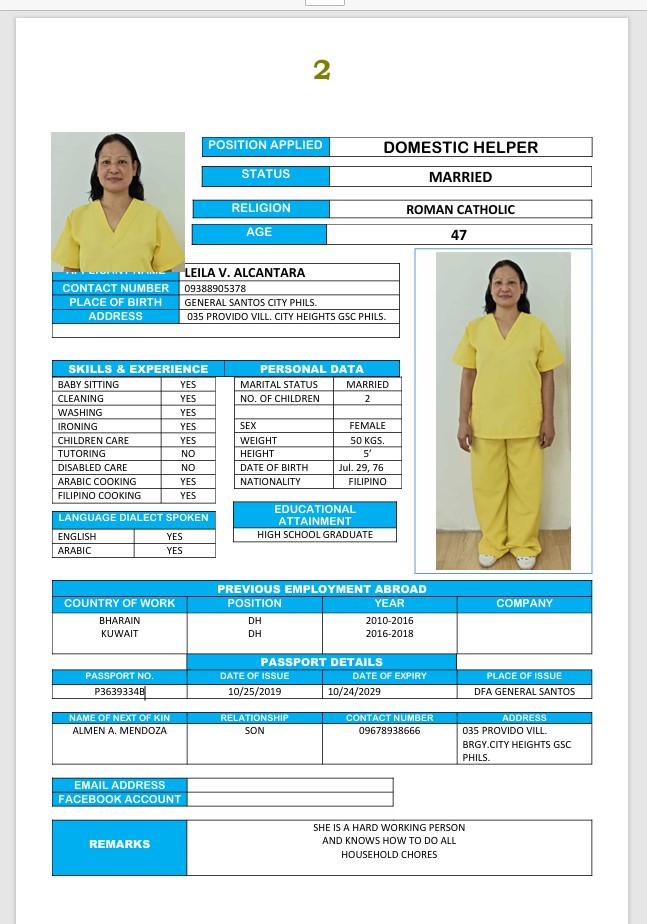 2
POSITION APPLIED DOMESTIC HELPER
STATUS MARRIED
RELIGION ROMAN CATHOLIC
AGE 47
APPLICANT NAME LEILA V. ALCANTARA
CONTACT NUMBER 09388905378
PLACE OF BIRTH GENERAL SANTOS CITY PHILS.
ADDRESS 035 PROVIDO VILL. CITY HEIGHTS GSC PHILS.
SKILLS & EXPERIENCE
BABY SITTING YES
CLEANING YES
WASHING YES
IRONING YES
CHILDREN CARE YES
TUTORING NO
DISABLED CARE NO
ARABIC COOKING YES
FILIPINO COOKING YES
LANGUAGE DIALECT SPOKEN
ENGLISH YES
ARABIC YES
PERSONAL DATA
MARITAL STATUS MARRIED
NO. OF CHILDREN 2
SEX FEMALE
WEIGHT 50 KGS.
HEIGHT 5’
DATE OF BIRTH Jul. 29, 76
NATIONALITY FILIPINO
EDUCATIONAL
ATTAINMENT
HIGH SCHOOL GRADUATE
PREVIOUS EMPLOYMENT ABROAD
COUNTRY OF WORK POSITION YEAR COMPANY
BHARAIN DH 2010-2016
KUWAIT DH 2016-2018
PASSPORT DETAILS
PASSPORT NO. DATE OF ISSUE DATE OF EXPIRY PLACE OF ISSUE
P3639334B 10/25/2019 10/24/2029 DFA GENERAL SANTOS
NAME OF NEXT OF KIN RELATIONSHIP CONTACT NUMBER ADDRESS
ALMEN A. MENDOZA SON 09678938666 035 PROVIDO VILL.
BRGY.CITY HEIGHTS GSC
PHILS.
EMAIL ADDRESS
FACEBOOK ACCOUNT
REMARKS
SHE IS A HARD WORKING PERSON
AND KNOWS HOW TO DO ALL
HOUSEHOLD CHORES